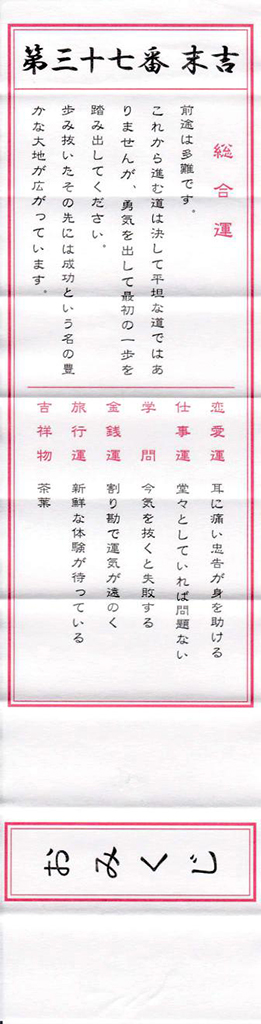 第三十七番 末吉
総合運
前途は多難です。
これから進む道は決して平坦な道ではあ
りませんが、勇気を出して最初の一歩を
踏み出してください。
歩み抜いたその先には成功という名の豊
かな大地が広がっています。
恋愛運 耳に痛い忠告が身を助ける
仕事運 堂々としていれば問題ない
学問 今気を抜くと失敗する
金銭運 割り勘で運気が遠のく
旅行運 新鮮な体験が待っている
吉祥物 茶葉
おみくじ